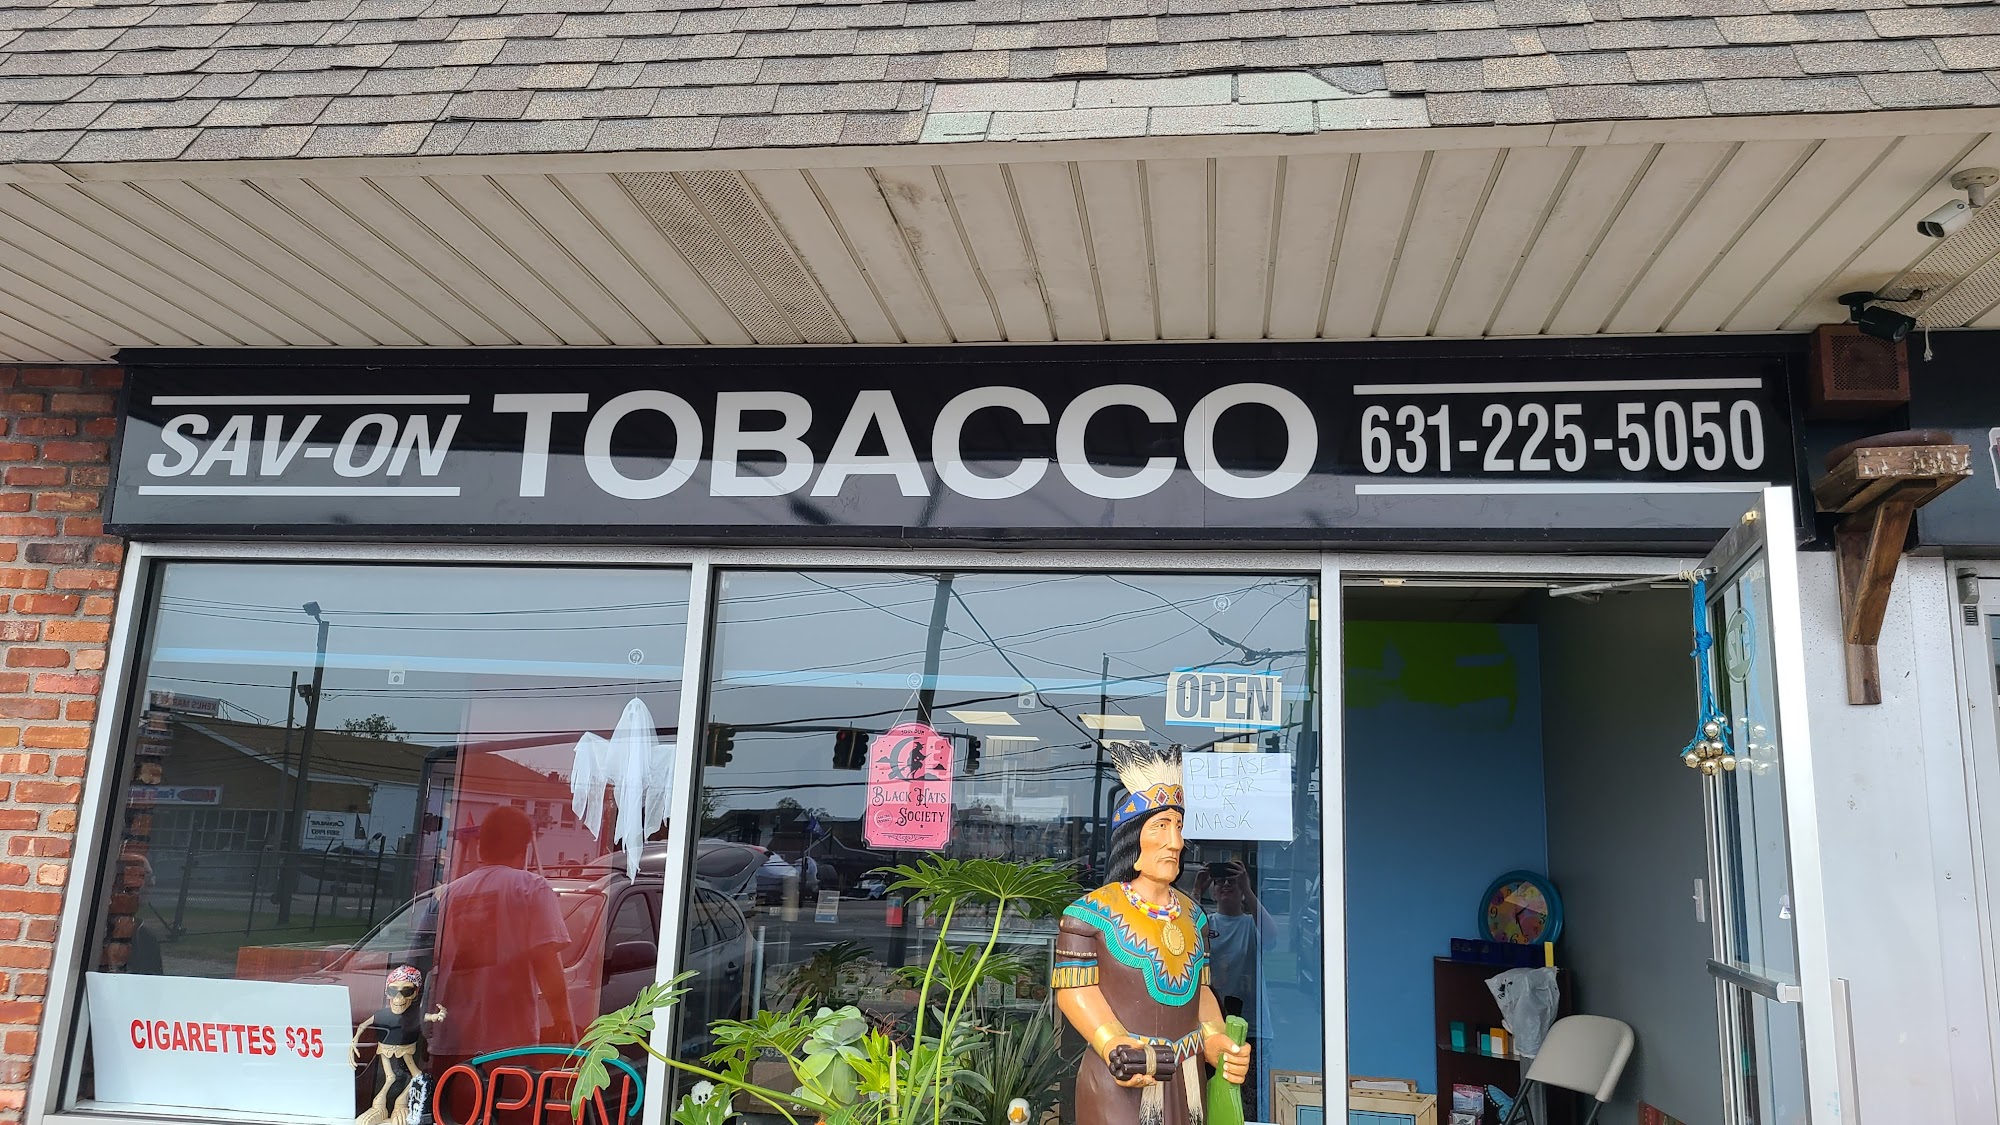 SAV-ON TOBACCO 631-225-5050
OPEN
PLEASE
WEAR
A
MASK
BLACK HATS
SOCIETY
CIGARETTES $35
OPEN